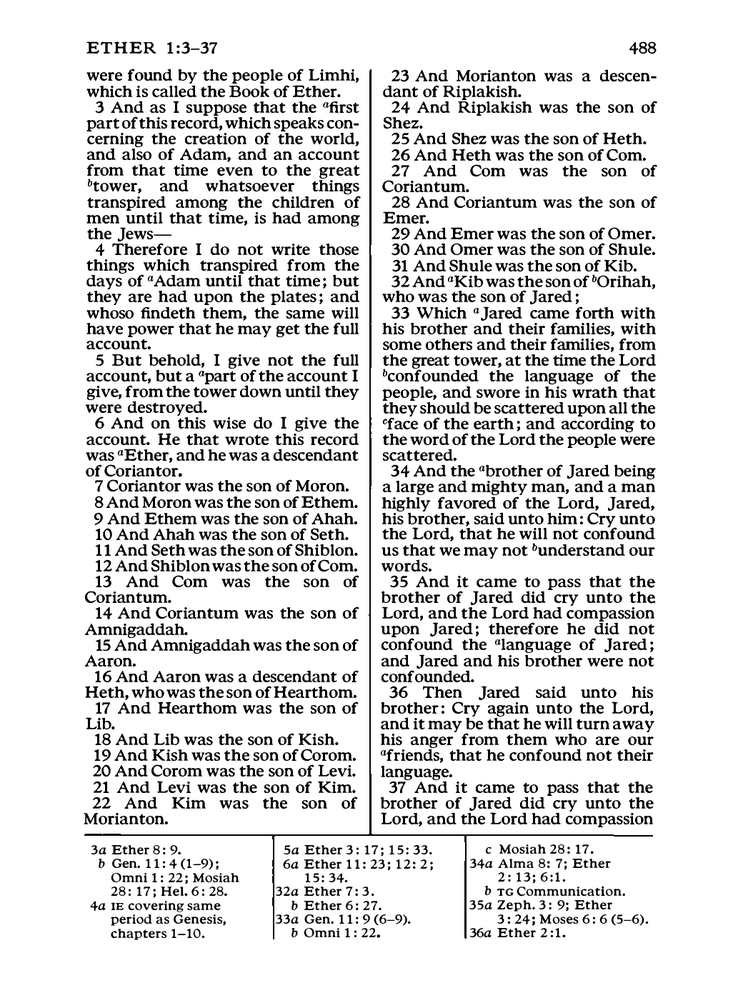 ETHER 1:3–37
488
were found by the people of Limhi,
which is called the Book of Ether.
3 And as I suppose that the afirst
part of this record, which speaks con-
cerning the creation of the world,
and also of Adam, and an account
from that time even to the great
btower, and whatsoever things
transpired among the children of
men until that time, is had among
the Jews—
4 Therefore I do not write those
things which transpired from the
days of aAdam until that time; but
they are had upon the plates; and
whoso findeth them, the same will
have power that he may get the full
account.
5 But behold, I give not the full
account, but a apart of the account I
give, from the tower down until they
were destroyed.
6 And on this wise do I give the
account. He that wrote this record
was aEther, and he was a descendant
of Coriantor.
7 Coriantor was the son of Moron.
8 And Moron was the son of Ethem.
9 And Ethem was the son of Ahah.
10 And Ahah was the son of Seth.
11 And Seth was the son of Shiblon.
12 And Shiblon was the son of Com.
13 And Com was the son of
Coriantum.
14 And Coriantum was the son of
Amnigaddah.
15 And Amnigaddah was the son of
Aaron.
16 And Aaron was a descendant of
Heth, who was the son of Hearthom.
17 And Hearthom was the son of
Lib.
18 And Lib was the son of Kish.
19 And Kish was the son of Corom.
20 And Corom was the son of Levi.
21 And Levi was the son of Kim.
22 And Kim was the son of
Morianton.
23 And Morianton was a descen-
dant of Riplakish.
24 And Riplakish was the son of
Shez.
25 And Shez was the son of Heth.
26 And Heth was the son of Com.
27 And Com was the son of
Coriantum.
28 And Coriantum was the son of
Emer.
29 And Emer was the son of Omer.
30 And Omer was the son of Shule.
31 And Shule was the son of Kib.
32 And aKib was the son of bOrihah,
who was the son of Jared;
33 Which aJared came forth with
his brother and their families, with
some others and their families, from
the great tower, at the time the Lord
bconfounded the language of the
people, and swore in his wrath that
they should be scattered upon all the
cface of the earth; and according to
the word of the Lord the people were
scattered.
34 And the abrother of Jared being
a large and mighty man, and a man
highly favored of the Lord, Jared,
his brother, said unto him: Cry unto
the Lord, that he will not confound
us that we may not bunderstand our
words.
35 And it came to pass that the
brother of Jared did cry unto the
Lord, and the Lord had compassion
upon Jared; therefore he did not
confound the alanguage of Jared;
and Jared and his brother were not
confounded.
36 Then Jared said unto his
brother: Cry again unto the Lord,
and it may be that he will turn away
his anger from them who are our
afriends, that he confound not their
language.
37 And it came to pass that the
brother of Jared did cry unto the
Lord, and the Lord had compassion
3a Ether 8: 9.
b Gen. 11: 4 (1–9);
Omni 1: 22; Mosiah
28: 17; Hel. 6: 28.
4a IE covering same
period as Genesis,
chapters 1–10.
5a Ether 3: 17; 15: 33.
6a Ether 11: 23; 12: 2;
15: 34.
32a Ether 7: 3.
b Ether 6: 27.
33a Gen. 11: 9 (6–9).
b Omni 1: 22.
c Mosiah 28: 17.
34a Alma 8: 7; Ether
2: 13; 6:1.
b TG Communication.
35a Zeph. 3: 9; Ether
3: 24; Moses 6: 6 (5–6).
36a Ether 2:1.